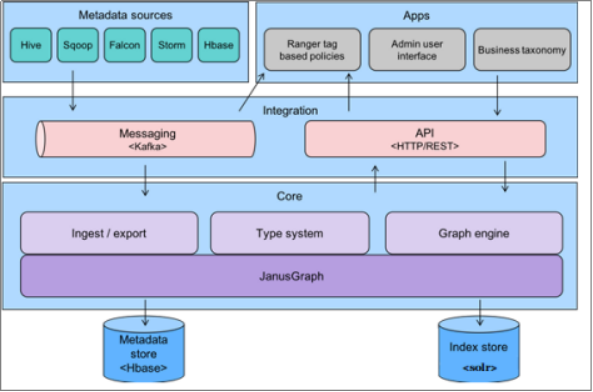 Metadata sources
Hive
Sqoop
Falcon
Storm
Hbase
Apps
Ranger tag
based policies
Admin user
interface
Business taxonomy
Integration
Messaging
<Kafka>
API
<HTTP/REST>
Core
Ingest / export
Type system
Graph engine
JanusGraph
Metadata
store
<Hbase>
Index store
<solr>